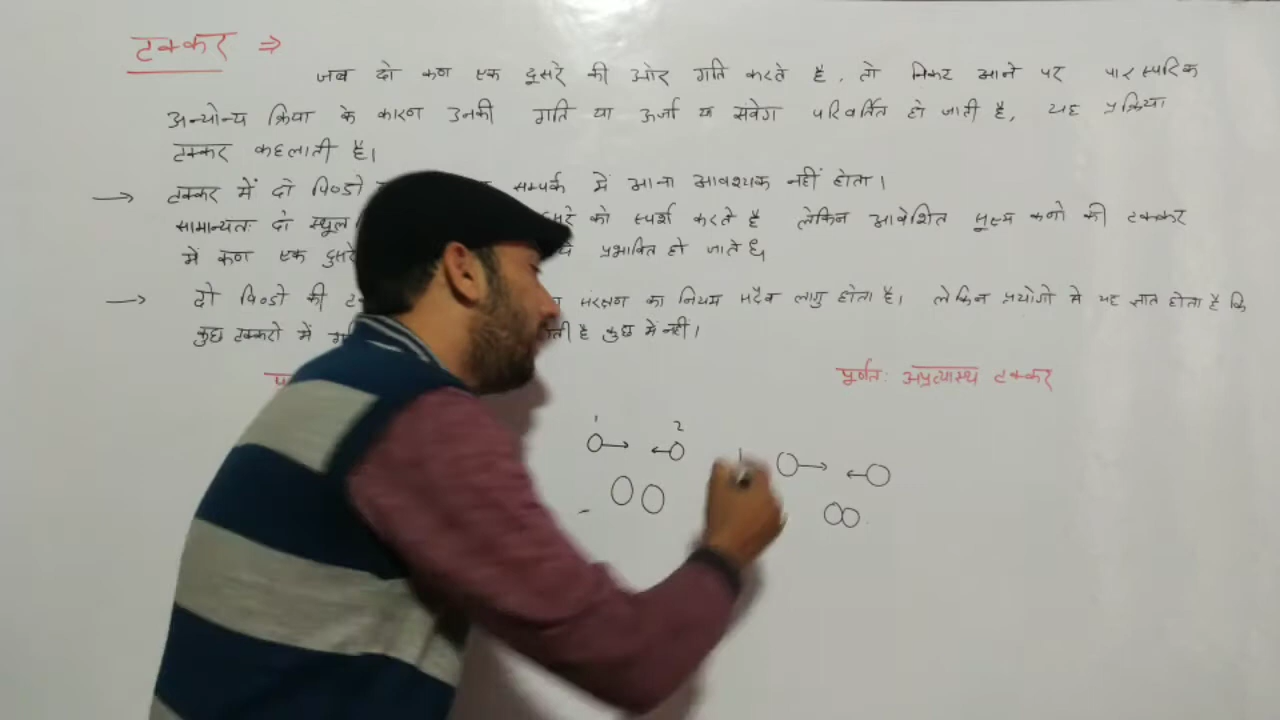 टक्कर ⇒
जब दो कण एक दूसरे की ओर गति करते है, तो निकट आने पर पारस्परिक
अन्योन्य क्रिया के कारण उनकी गति या ऊर्जा या संवेग परिवर्तित हो जाती है, यह प्रक्रिया
टक्कर कहलाती है।
→ टक्कर में दो पिण्डो सम्पर्क में आना आवश्यक नहीं होता।
सामान्यतः दो स्थूल को स्पर्श करते है लेकिन आवेशित सूक्ष्म कणो की टक्कर
में कण एक दुसरे प्रभावित हो जाते है।
→ दो पिण्डो की संरक्षण का नियम सदैव लागु होता है। लेकिन प्रयोगो मे यह ज्ञात होता है कि
कुछ टक्करो में है कुछ में नहीं।
पूर्णतः अप्रत्यास्थ टक्कर
1 2